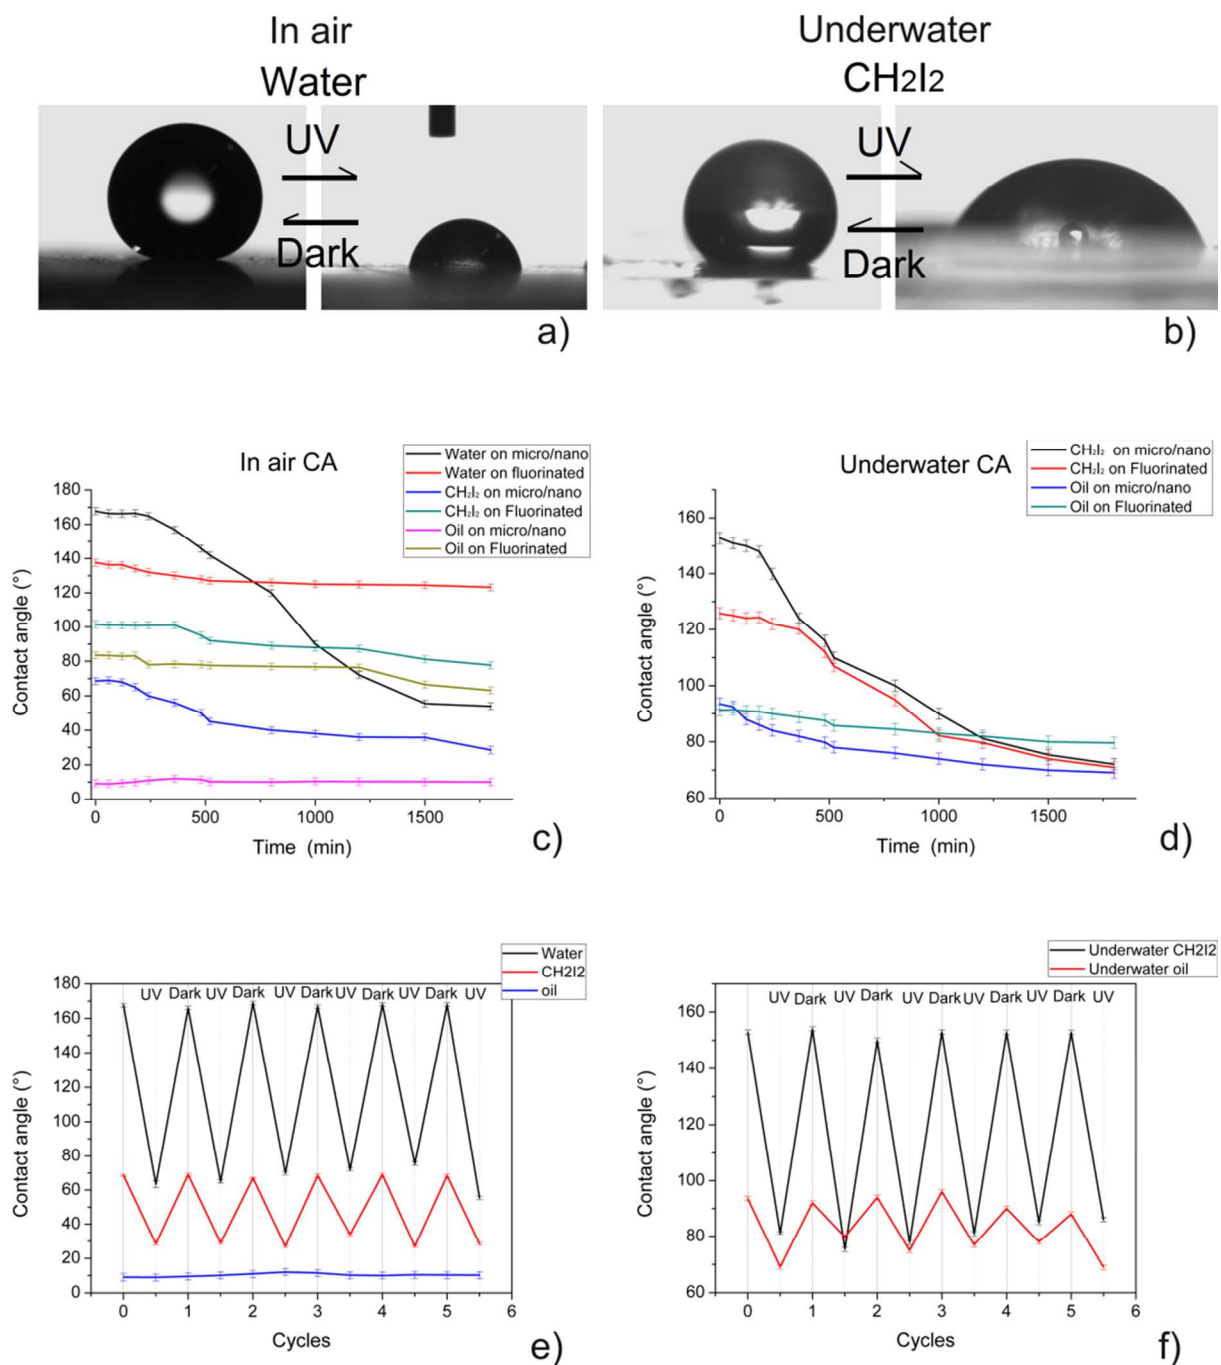 In air
Water
UV
Dark
a)
Underwater
CH2I2
UV
Dark
b)
In air CA
Water on micro/nano
Water on fluorinated
CH₂I₂ on micro/nano
CH₂I₂ on Fluorinated
Oil on micro/nano
Oil on Fluorinated
Contact angle (°)
180
160
140
120
100
80
60
40
20
0
0 500 1000 1500
Time (min)
c)
Underwater CA
CH₂I₂ on micro/nano
CH₂I₂ on Fluorinated
Oil on micro/nano
Oil on Fluorinated
Contact angle (°)
160
140
120
100
80
60
0 500 1000 1500
Time (min)
d)
Water
CH2I2
oil
UV Dark UV Dark UV Dark UV Dark UV Dark UV
Contact angle (°)
180
160
140
120
100
80
60
40
20
0
0 1 2 3 4 5 6
Cycles
e)
Underwater CH2I2
Underwater oil
UV Dark UV Dark UV Dark UV Dark UV Dark UV
Contact angle (°)
160
140
120
100
80
60
0 1 2 3 4 5 6
Cycles
f)